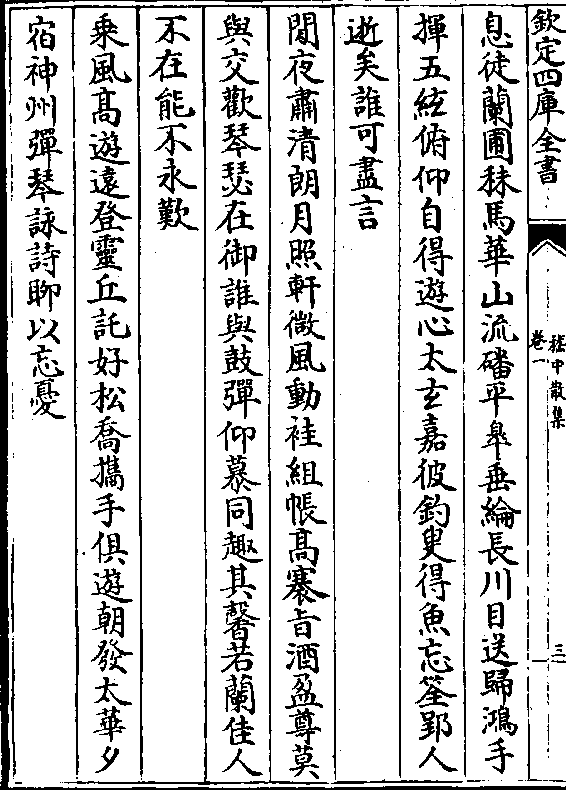 欽定四庫全書
嵇中散集
卷一
三
息徒蘭圃秣馬華山流磻平臯垂綸長川目送歸鴻手
揮五絃俯仰自得遊心太𤣥嘉彼釣叟得魚忘筌郢人
逝矣誰可盡言
閒夜肅清朗月照軒微風動袿組帳髙褰㫖酒盈尊莫
與交歡琴瑟在御誰與鼓彈仰慕同趣其馨若蘭佳人
不在能不永歎
乗風髙遊逺登靈丘託好松喬攜手俱遊朝發太華夕
宿神州彈琴詠詩聊以忘憂